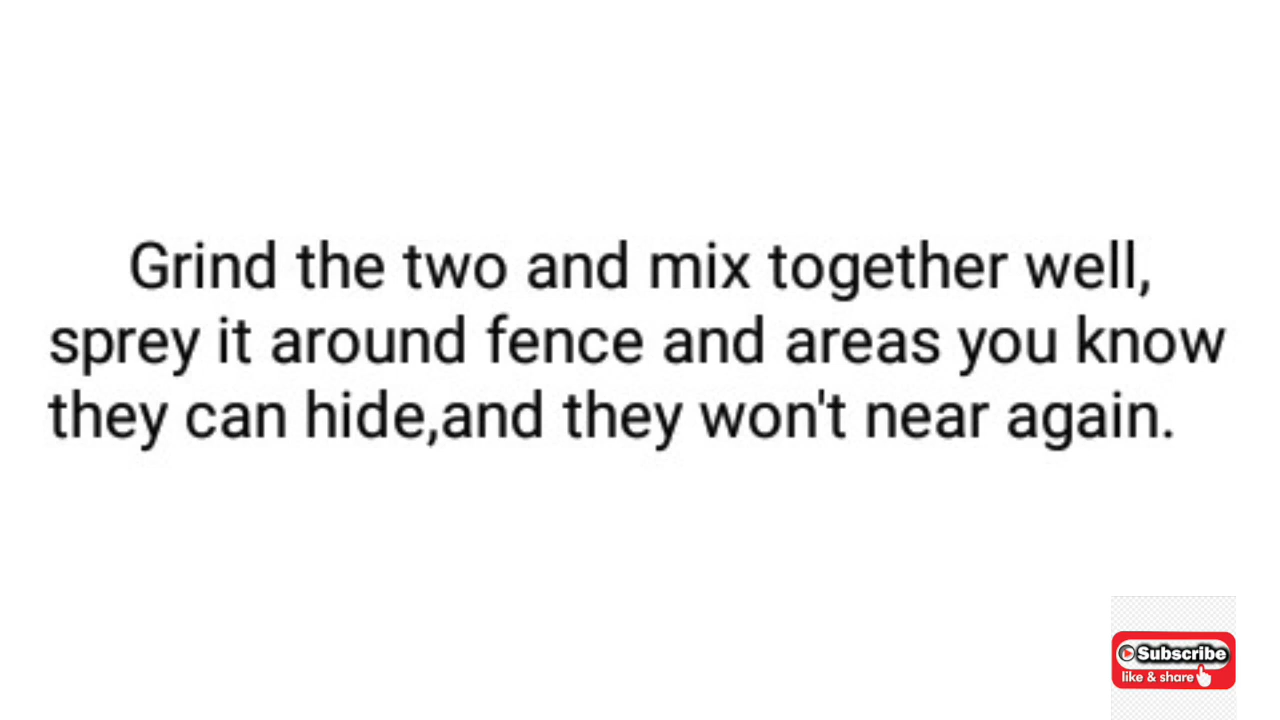 Grind the two and mix together well,
sprey it around fence and areas you know
they can hide,and they won't near again.
Subscribe
like & share